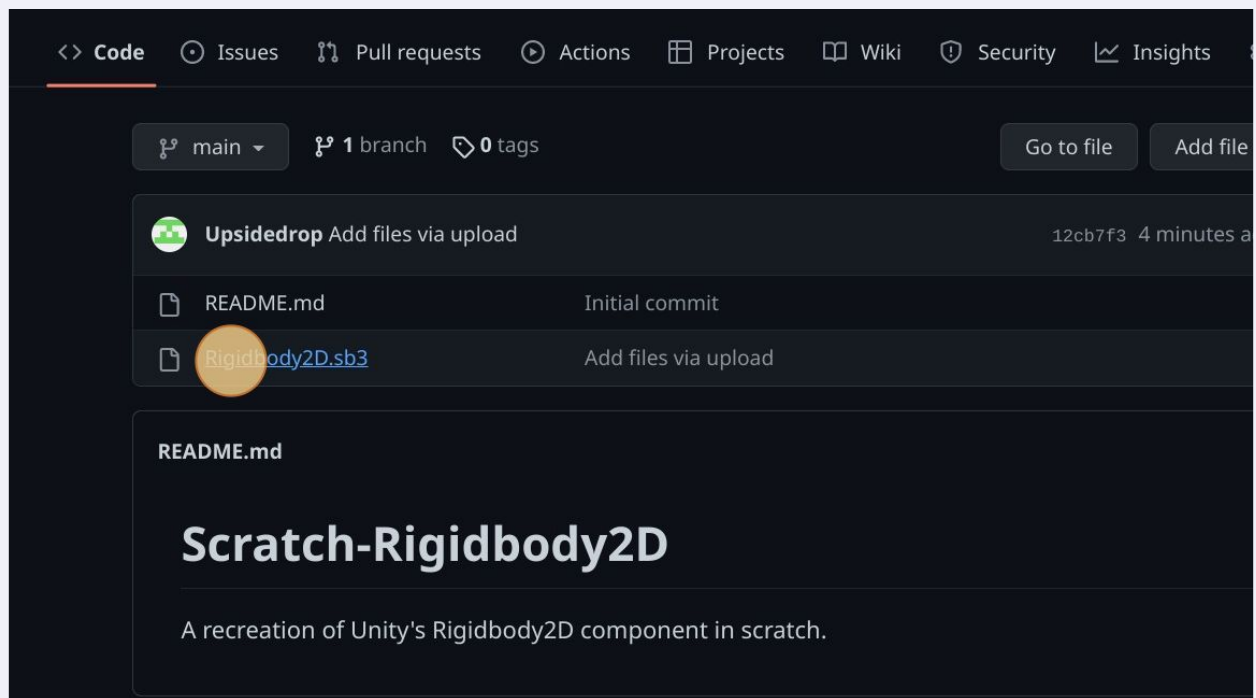 Code Issues Pull requests Actions Projects Wiki Security Insights
main 1 branch 0 tags Go to file Add file
Upsidedrop Add files via upload 12cb7f3 4 minutes a
README.md Initial commit
Rigidbody2D.sb3 Add files via upload
README.md
Scratch-Rigidbody2D
A recreation of Unity's Rigidbody2D component in scratch.